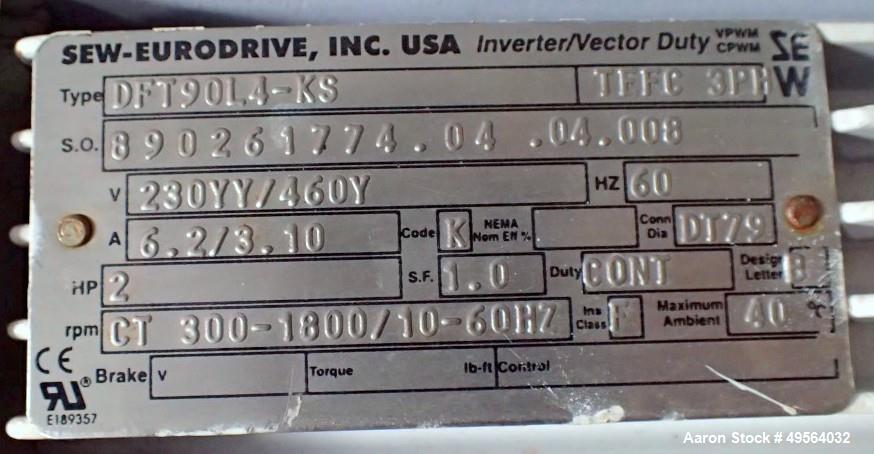 SEW-EURODRIVE, INC. USA Inverter/Vector Duty VPWM CPWM SEW
Type DFT90L4-KS TEFC 3PH
S.O. 890261774.04 .04.008
V 230YY/460Y HZ 60
A 6.2/3.10 Code K NEMA Nom Eff % Conn Dia DT79
HP 2 S.F. 1.0 Duty CONT Design Letter B
rpm CT 300-1800/10-60HZ Ins Class F Maximum Ambient 40 °C
CE
Brake V Torque lb-ft Control
RU ®
E189357
Aaron Stock # 49564032